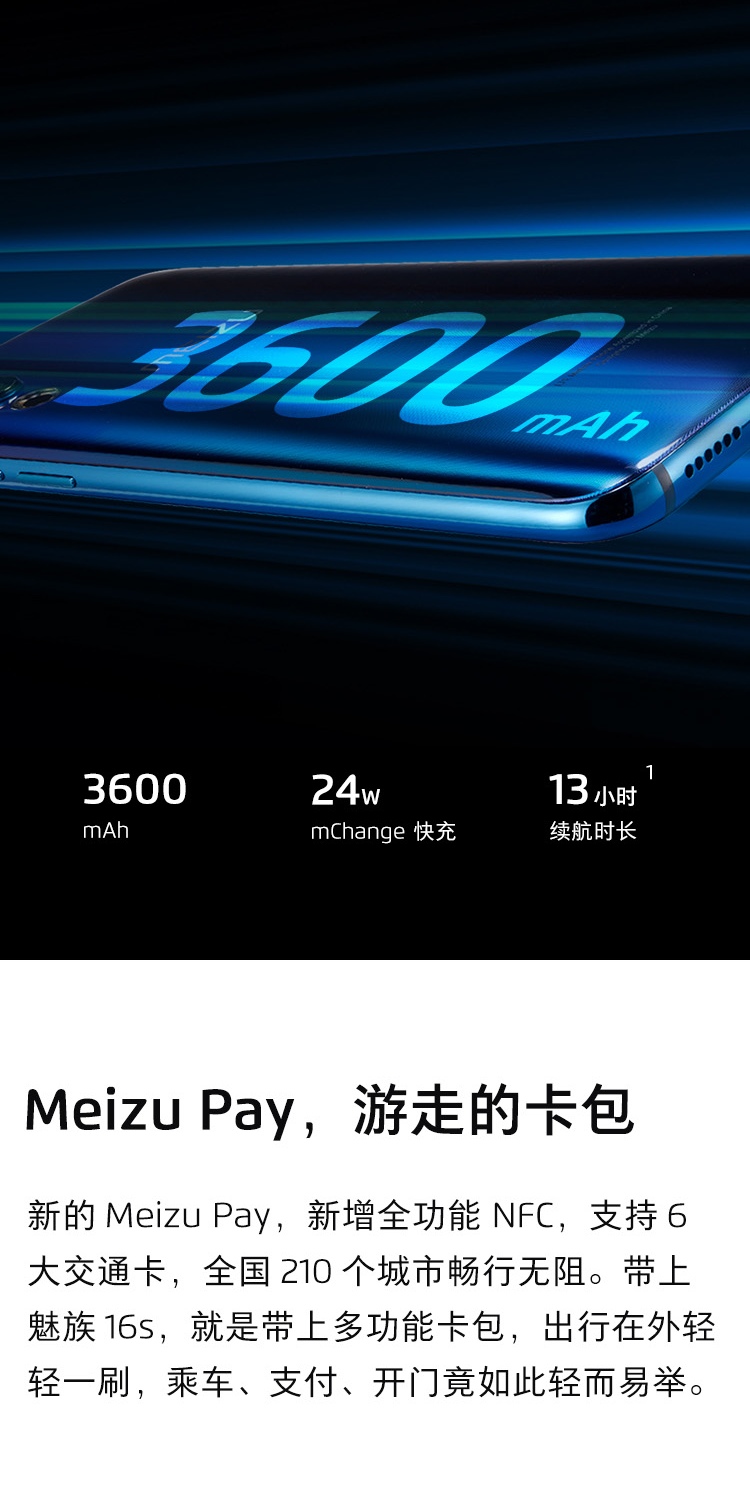 3600
mAh
3600
mAh
24W
mChange 快充
13 小时 1
续航时长
Meizu Pay，游走的卡包
新的 Meizu Pay，新增全功能 NFC，支持 6
大交通卡，全国 210 个城市畅行无阻。带上
魅族 16s，就是带上多功能卡包，出行在外轻
轻一刷，乘车、支付、开门竟如此轻而易举。